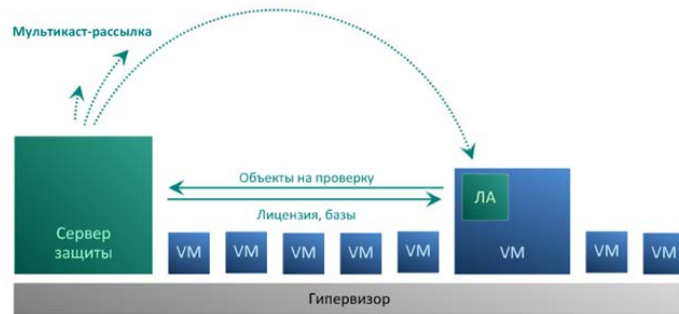 Мультикаст-рассылка
Объекты на проверку
ЛА
Лицензия, базы
Сервер
защиты
VM
VM
VM
VM
VM
VM
VM
VM
Гипервизор